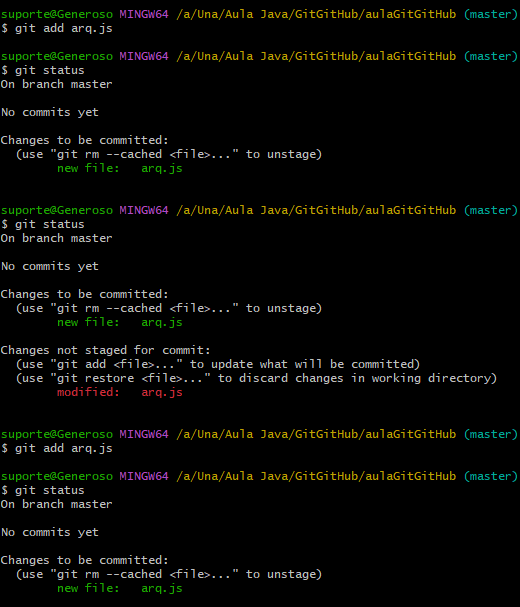 suporte@Generoso MINGW64 /a/Una/Aula Java/GitGitHub/aulaGitGitHub (master)
$ git add arq.js
suporte@Generoso MINGW64 /a/Una/Aula Java/GitGitHub/aulaGitGitHub (master)
$ git status
On branch master
No commits yet
Changes to be committed:
  (use "git rm --cached <file>..." to unstage)
        new file:   arq.js
suporte@Generoso MINGW64 /a/Una/Aula Java/GitGitHub/aulaGitGitHub (master)
$ git status
On branch master
No commits yet
Changes to be committed:
  (use "git rm --cached <file>..." to unstage)
        new file:   arq.js
Changes not staged for commit:
  (use "git add <file>..." to update what will be committed)
  (use "git restore <file>..." to discard changes in working directory)
        modified:   arq.js
suporte@Generoso MINGW64 /a/Una/Aula Java/GitGitHub/aulaGitGitHub (master)
$ git add arq.js
suporte@Generoso MINGW64 /a/Una/Aula Java/GitGitHub/aulaGitGitHub (master)
$ git status
On branch master
No commits yet
Changes to be committed:
  (use "git rm --cached <file>..." to unstage)
        new file:   arq.js